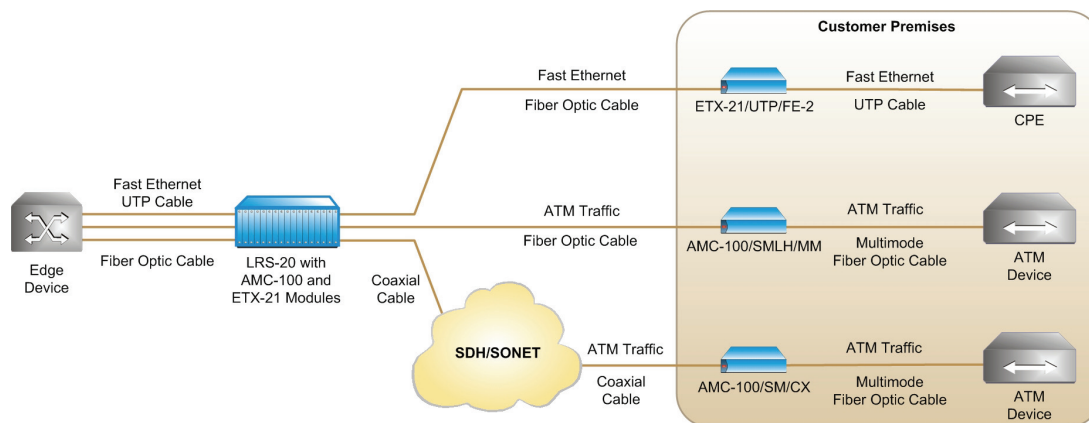 Customer Premises
Fast Ethernet
Fiber Optic Cable
ETX-21/UTP/FE-2
Fast Ethernet
UTP Cable
CPE
Fast Ethernet
UTP Cable
Fiber Optic Cable
Edge
Device
LRS-20 with
AMC-100 and
ETX-21 Modules
ATM Traffic
Fiber Optic Cable
AMC-100/SMLH/MM
ATM Traffic
Multimode
Fiber Optic Cable
ATM
Device
Coaxial
Cable
SDH/SONET
ATM Traffic
Coaxial
Cable
AMC-100/SM/CX
ATM Traffic
Multimode
Fiber Optic Cable
ATM
Device